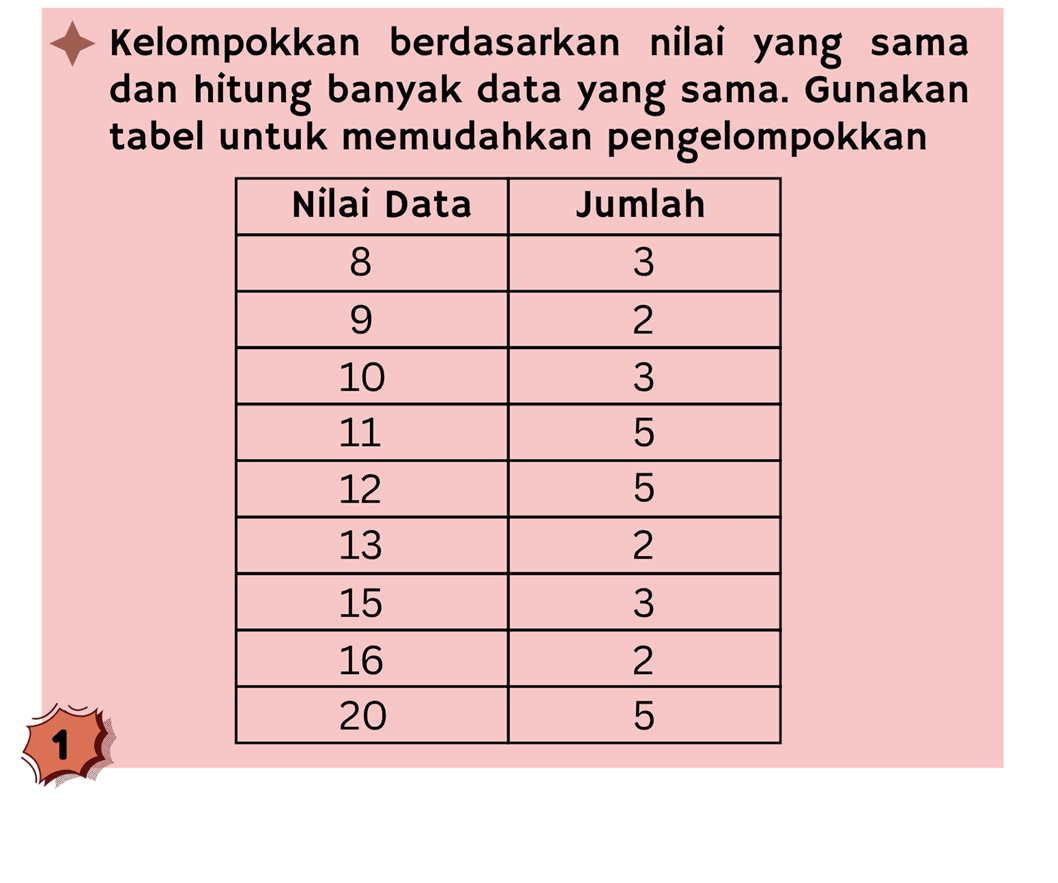 Kelompokkan berdasarkan nilai yang sama
dan hitung banyak data yang sama. Gunakan
tabel untuk memudahkan pengelompokkan
Nilai Data Jumlah
8 3
9 2
10 3
11 5
12 5
13 2
15 3
16 2
20 5
1